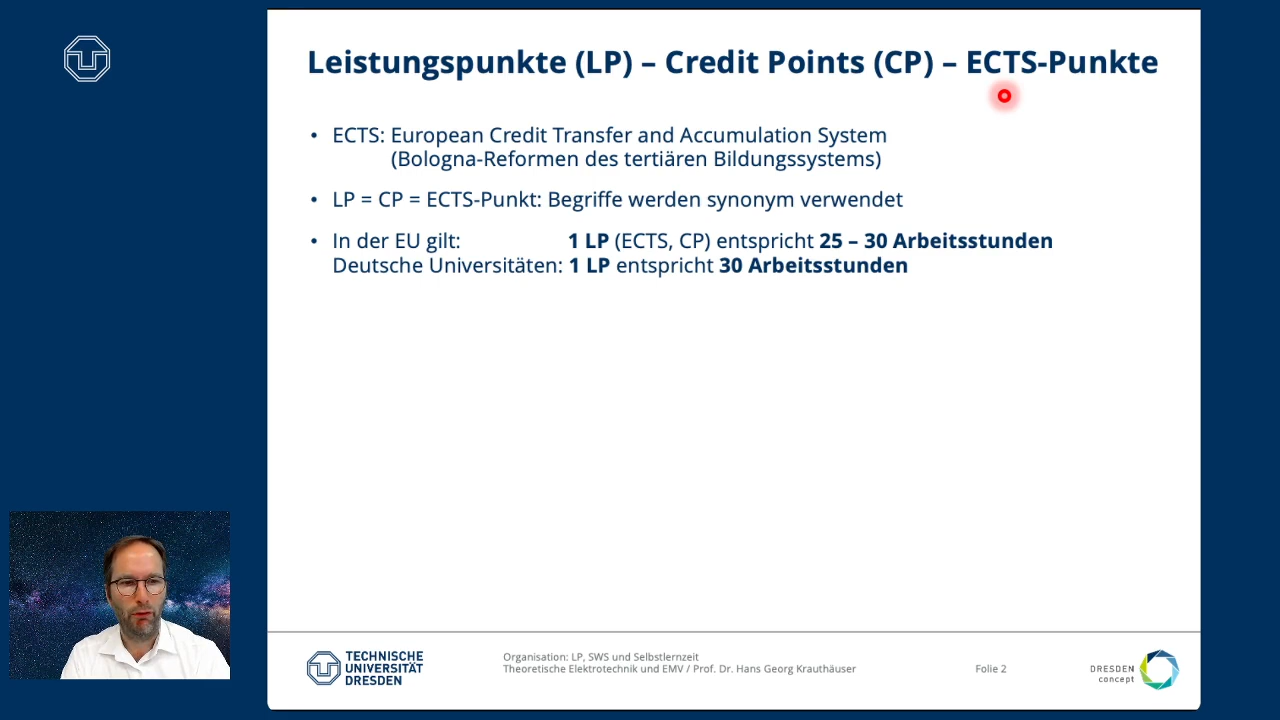 Leistungspunkte (LP) – Credit Points (CP) – ECTS-Punkte
• ECTS: European Credit Transfer and Accumulation System
(Bologna-Reformen des tertiären Bildungssystems)
• LP = CP = ECTS-Punkt: Begriffe werden synonym verwendet
• In der EU gilt: 1 LP (ECTS, CP) entspricht 25 – 30 Arbeitsstunden
Deutsche Universitäten: 1 LP entspricht 30 Arbeitsstunden
TECHNISCHE
UNIVERSITÄT
DRESDEN
Organisation: LP, SWS und Selbstlernzeit
Theoretische Elektrotechnik und EMV / Prof. Dr. Hans Georg Krauthäuser
Folie 2
DRESDEN
concept